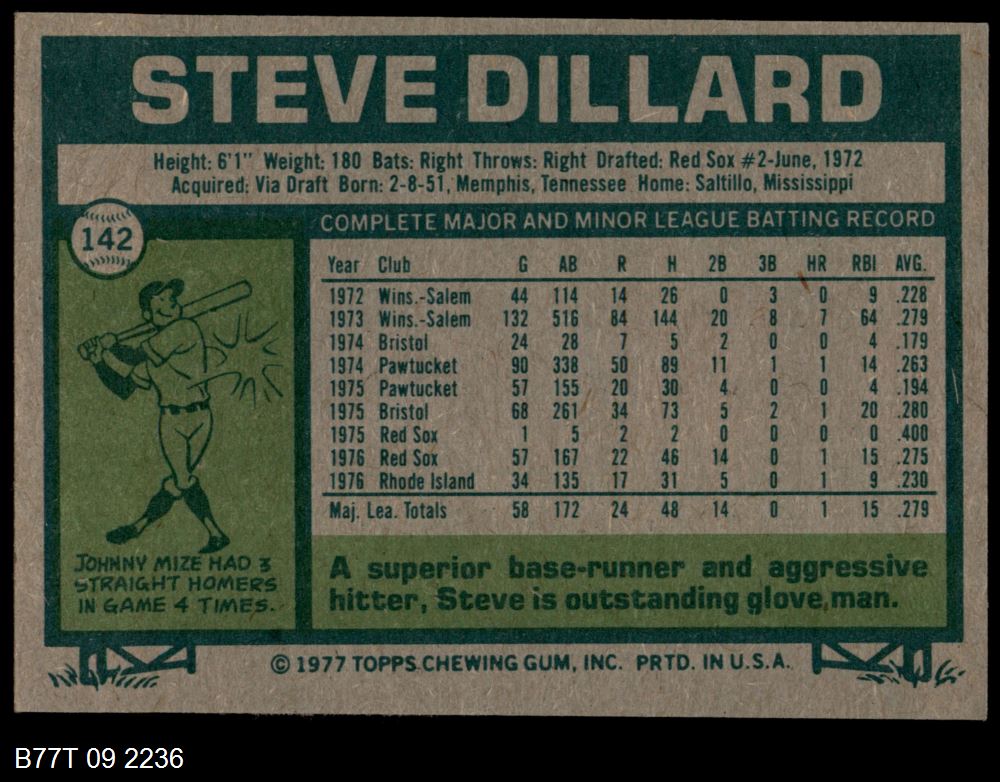 STEVE DILLARD
Height: 6'1" Weight: 180 Bats: Right Throws: Right Drafted: Red Sox #2-June, 1972
Acquired: Via Draft Born: 2-8-51, Memphis, Tennessee Home: Saltillo, Mississippi
142
COMPLETE MAJOR AND MINOR LEAGUE BATTING RECORD
Year Club G AB R H 2B 3B HR RBI AVG.
1972 Wins.-Salem 44 114 14 26 0 3 0 9 .228
1973 Wins.-Salem 132 516 84 144 20 8 7 64 .279
1974 Bristol 24 28 7 5 2 0 0 4 .179
1974 Pawtucket 90 338 50 89 11 1 1 14 .263
1975 Pawtucket 57 155 20 30 4 0 0 4 .194
1975 Bristol 68 261 34 73 5 2 1 20 .280
1975 Red Sox 1 5 2 2 0 0 0 0 .400
1976 Red Sox 57 167 22 46 14 0 1 15 .275
1976 Rhode Island 34 135 17 31 5 0 1 9 .230
Maj. Lea. Totals 58 172 24 48 14 0 1 15 .279
JOHNNY MIZE HAD 3
STRAIGHT HOMERS
IN GAME 4 TIMES.
A superior base-runner and aggressive
hitter, Steve is outstanding glove man.
© 1977 TOPPS CHEWING GUM, INC. PRTD. IN U.S.A.
B77T 09 2236